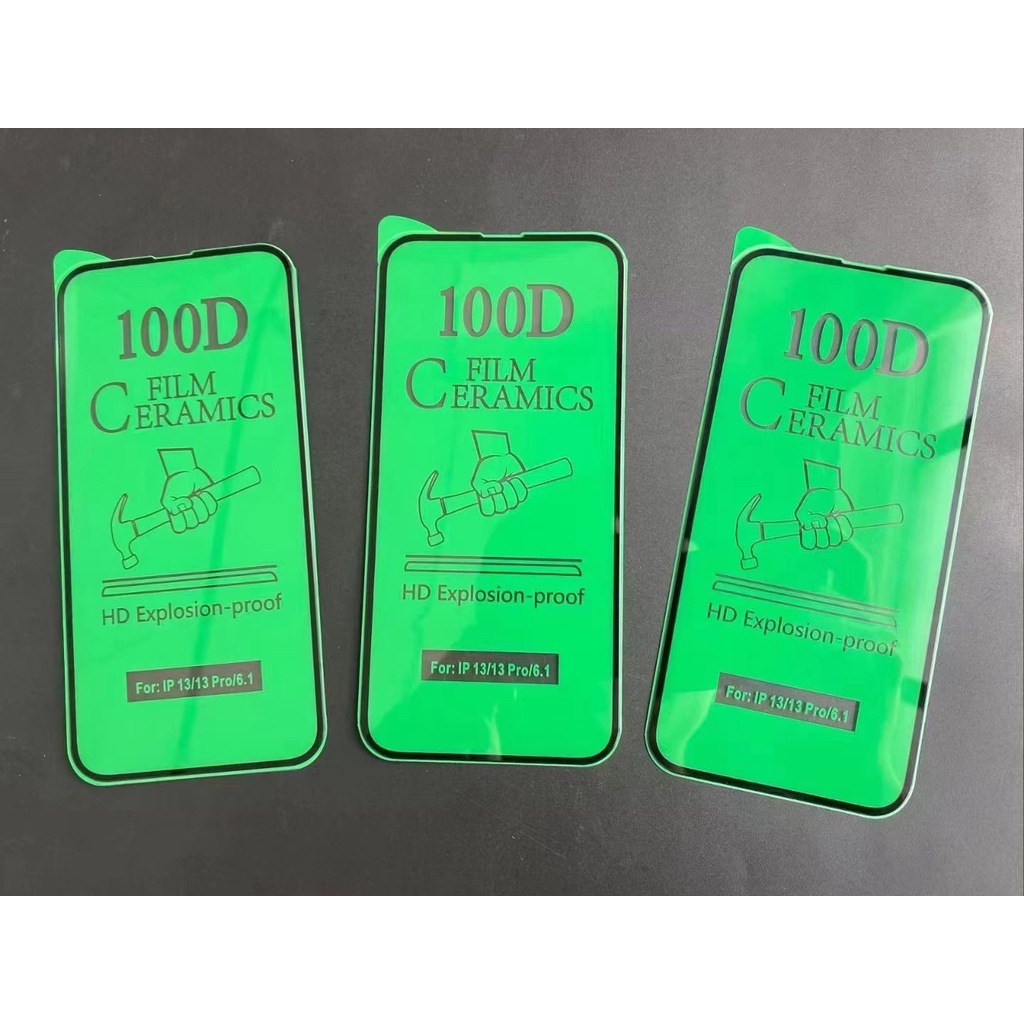 100D
FILM
CERAMICS
HD Explosion-proof
For: IP 13/13 Pro/6.1
100D
FILM
CERAMICS
HD Explosion-proof
For: IP 13/13 Pro/6.1
100D
FILM
CERAMICS
HD Explosion-proof
For: IP 13/13 Pro/6.1